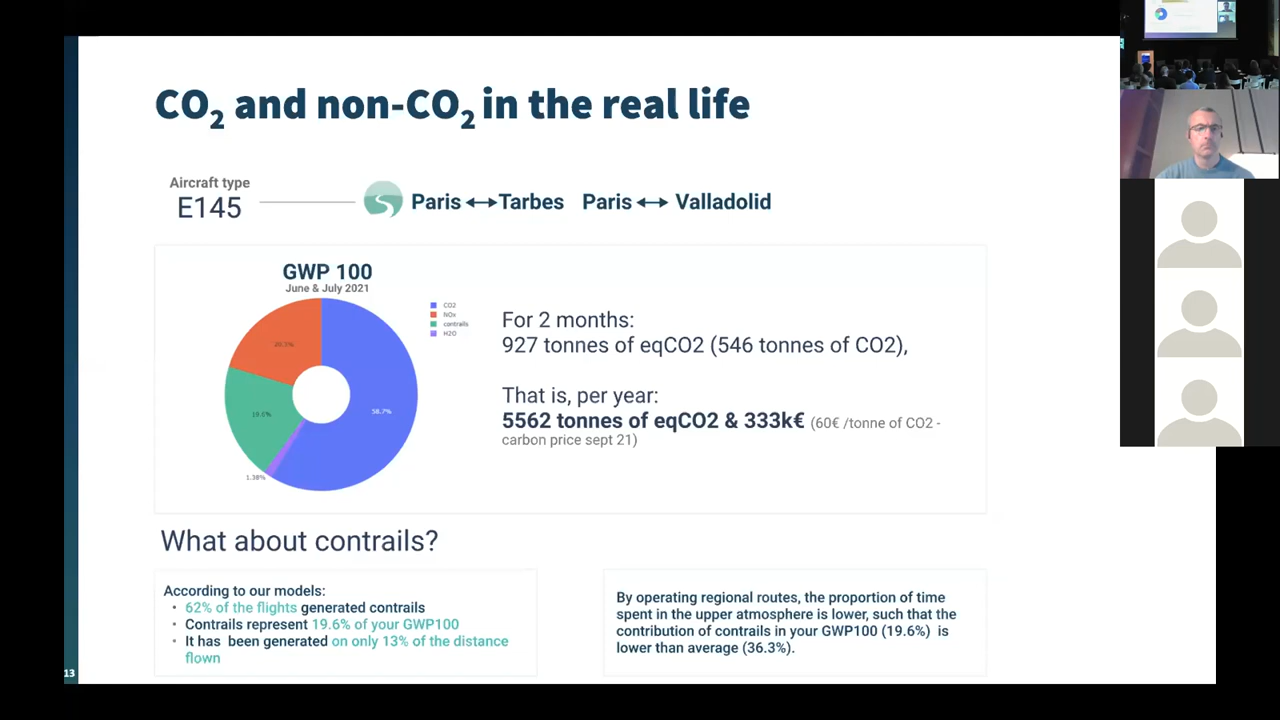 CO2 and non-CO2 in the real life
Aircraft type
E145
Paris ↔ Tarbes Paris ↔ Valladolid
GWP 100
June & July 2021
CO2
NOx
contrails
H2O
20.3%
19.6%
58.7%
1.38%
For 2 months:
927 tonnes of eqCO2 (546 tonnes of CO2),
That is, per year:
5562 tonnes of eqCO2 & 333k€ (60€ /tonne of CO2 -
carbon price sept 21)
What about contrails?
According to our models:
• 62% of the flights generated contrails
• Contrails represent 19.6% of your GWP100
• It has been generated on only 13% of the distance
flown
By operating regional routes, the proportion of time
spent in the upper atmosphere is lower, such that the
contribution of contrails in your GWP100 (19.6%) is
lower than average (36.3%).
13